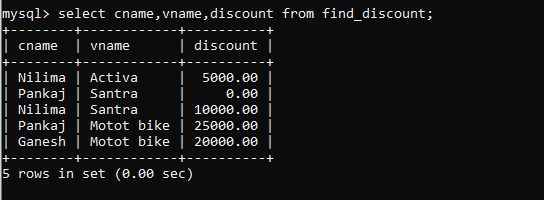 mysql> select cname,vname,discount from find_discount;
+--------+------------+----------+
| cname  | vname      | discount |
+--------+------------+----------+
| Nilima | Activa     |  5000.00 |
| Pankaj | Santra     |     0.00 |
| Nilima | Santra     | 10000.00 |
| Pankaj | Motot bike | 25000.00 |
| Ganesh | Motot bike | 20000.00 |
+--------+------------+----------+
5 rows in set (0.00 sec)